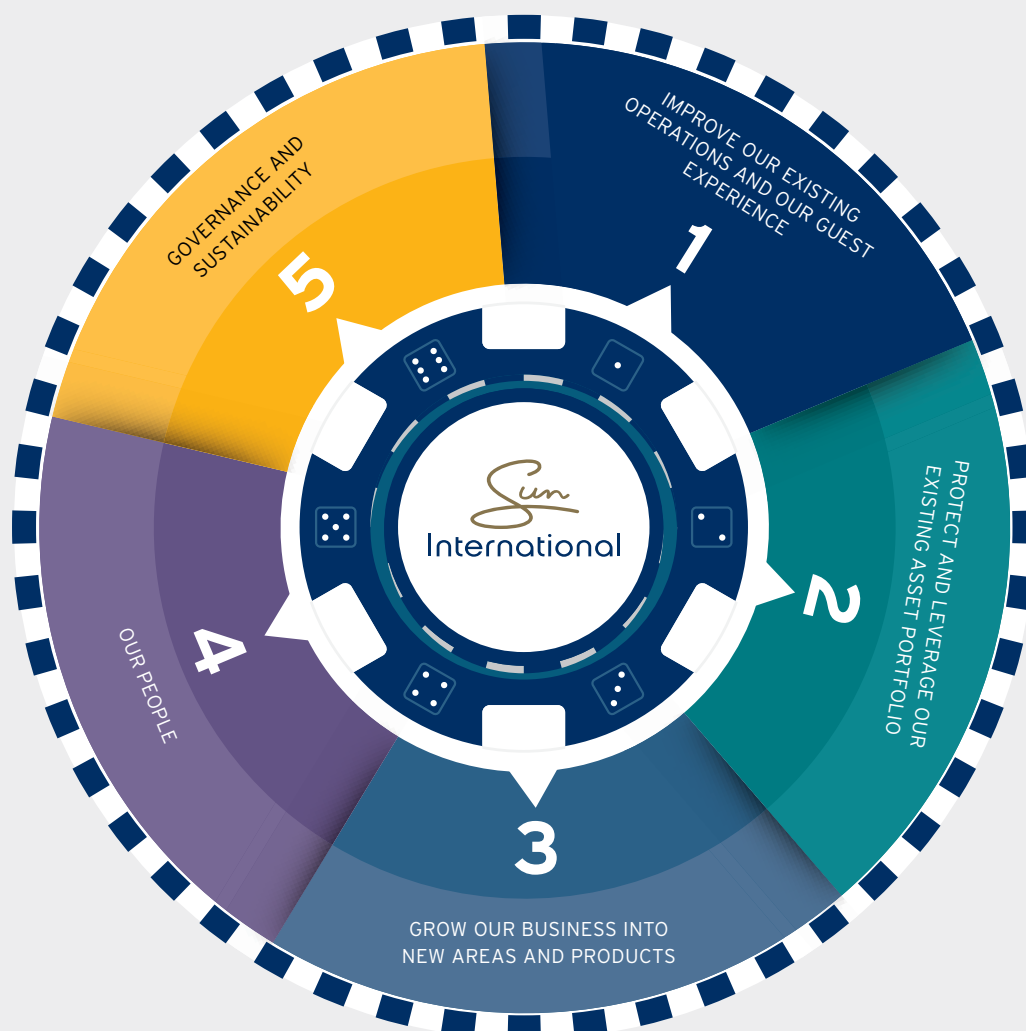 IMPROVE OUR EXISTING
OPERATIONS AND OUR GUEST
EXPERIENCE
1
PROTECT AND LEVERAGE OUR
EXISTING ASSET PORTFOLIO
2
3
GROW OUR BUSINESS INTO
NEW AREAS AND PRODUCTS
4
OUR PEOPLE
GOVERNANCE AND
SUSTAINABILITY
5
Sun
International